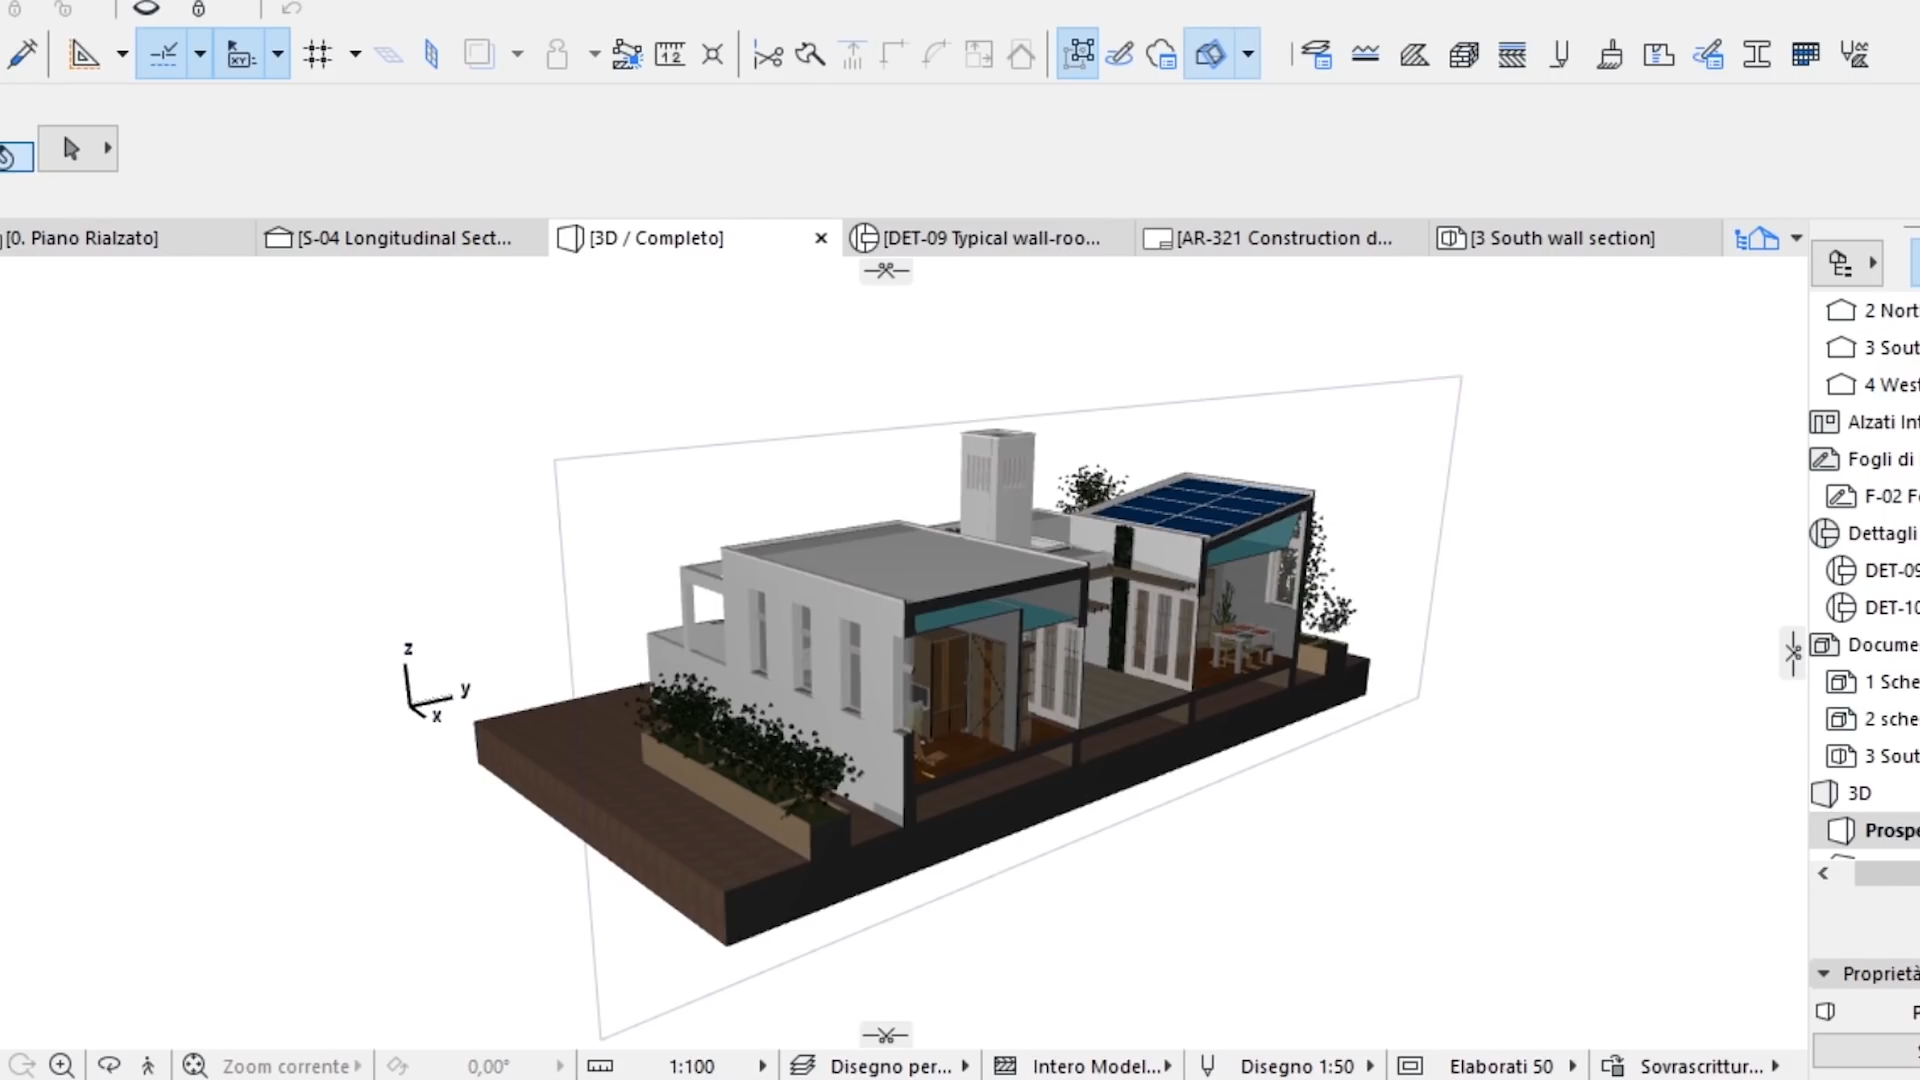 [0. Piano Rialzato]
[S-04 Longitudinal Sect...
[3D / Completo]
[DET-09 Typical wall-roo...
[AR-321 Construction d...
[3 South wall section]
2 Nort
3 Sout
4 West
Alzati Int
Fogli di
F-02 Fo
Dettagli
DET-09
DET-10
Docume
1 Sche
2 sche
3 Sout
3D
Prospe
Proprietà
z
y
x
Zoom corrente
0,00°
1:100
Disegno per...
Intero Model...
Disegno 1:50
Elaborati 50
Sovrascrittur...